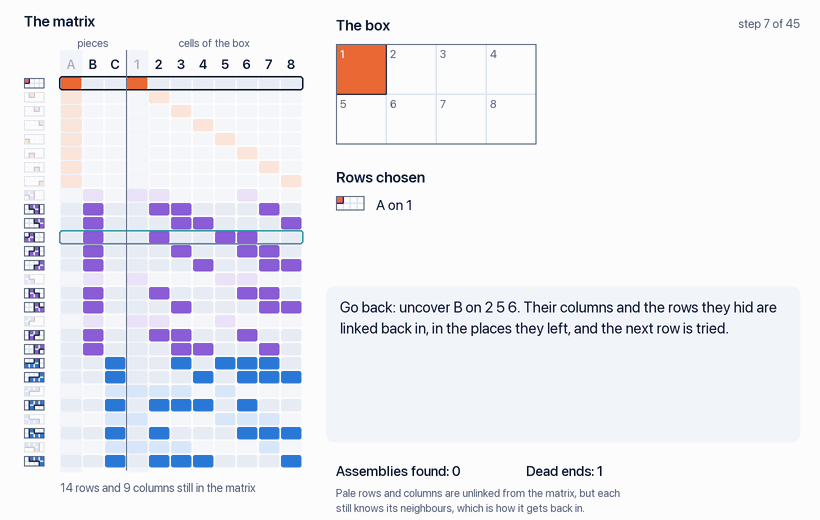 The matrix
pieces
cells of the box
A B C 1 2 3 4 5 6 7 8
The box
step 7 of 45
1 2 3 4
5 6 7 8
Rows chosen
A on 1
Go back: uncover B on 2 5 6. Their columns and the rows they hid are
linked back in, in the places they left, and the next row is tried.
Assemblies found: 0
Dead ends: 1
14 rows and 9 columns still in the matrix
Pale rows and columns are unlinked from the matrix, but each
still knows its neighbours, which is how it gets back in.